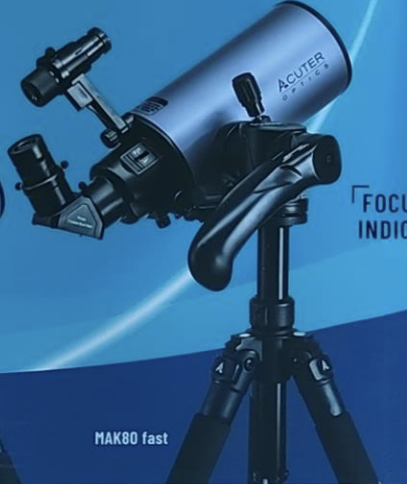 ACUTER
OPTICS
FOCU
INDIC
MAK80 fast